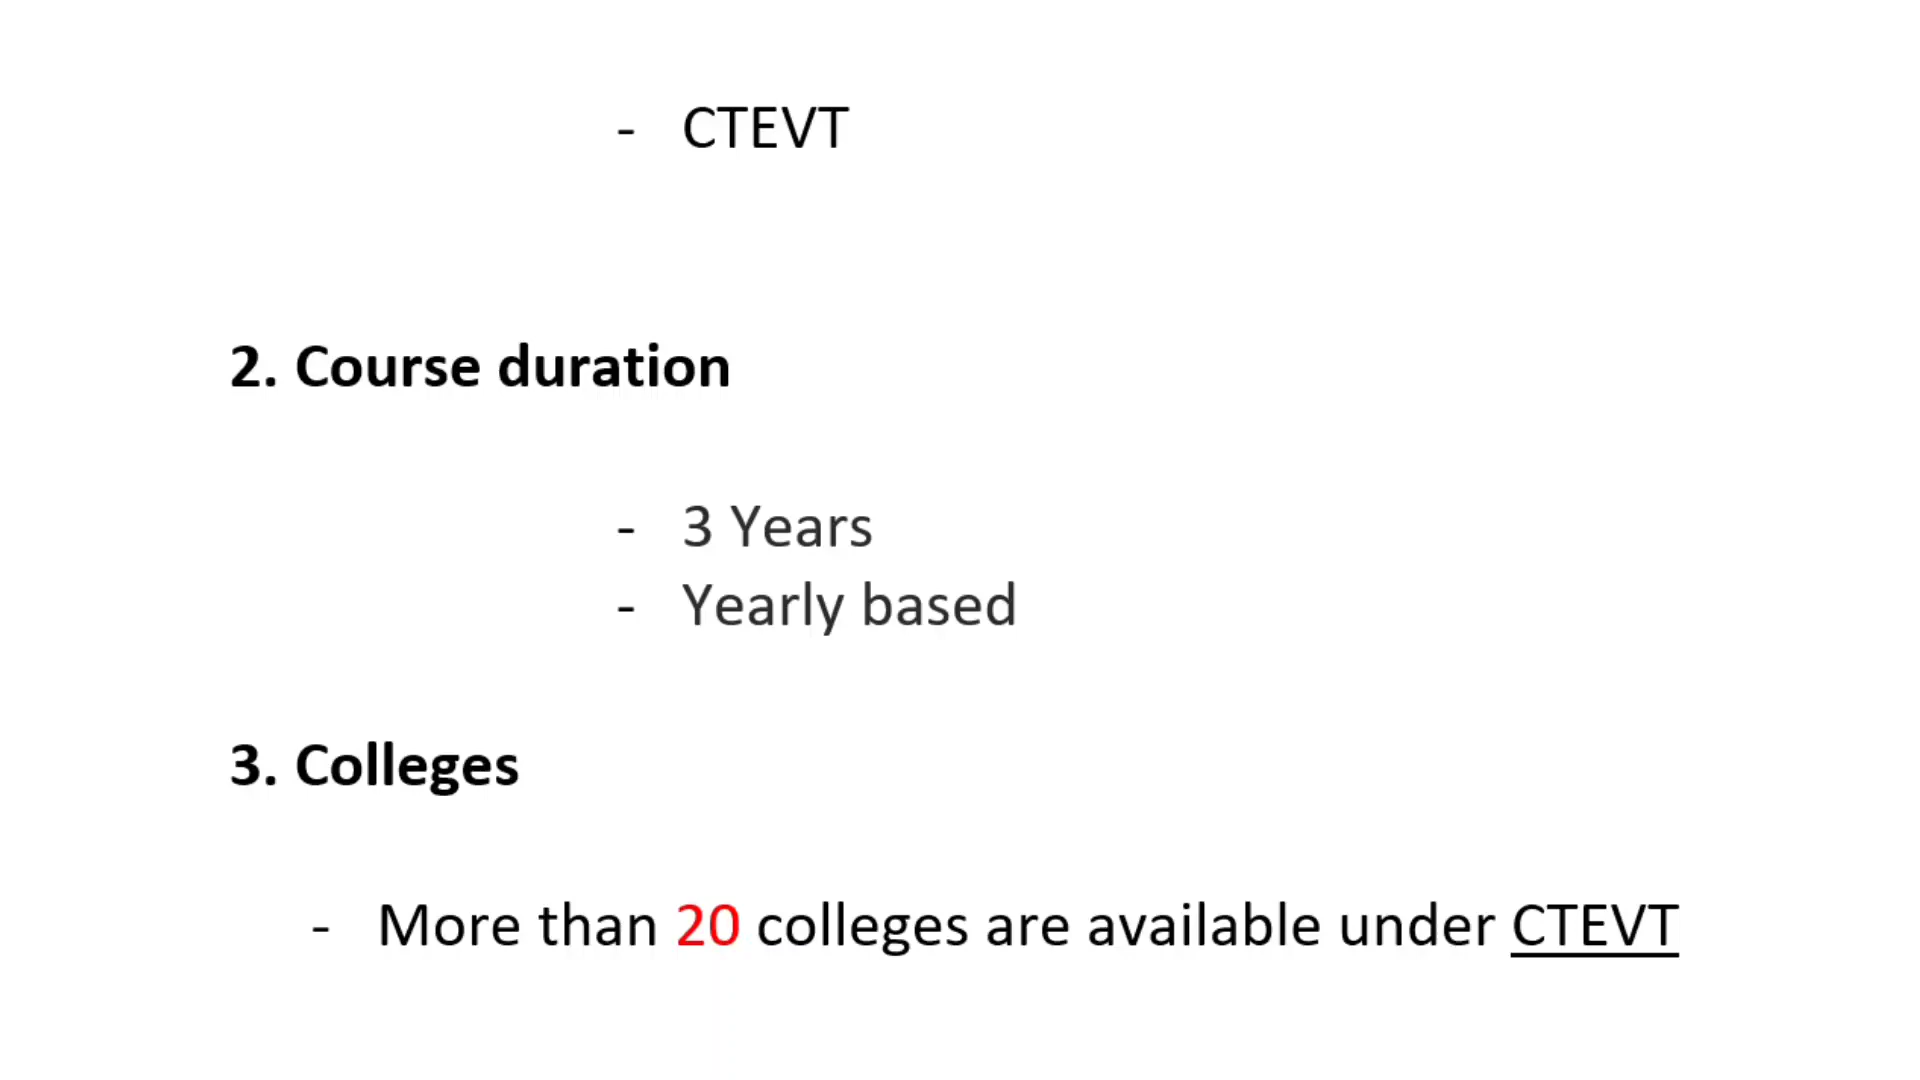 - CTEVT
2. Course duration
- 3 Years
- Yearly based
3. Colleges
- More than 20 colleges are available under CTEVT